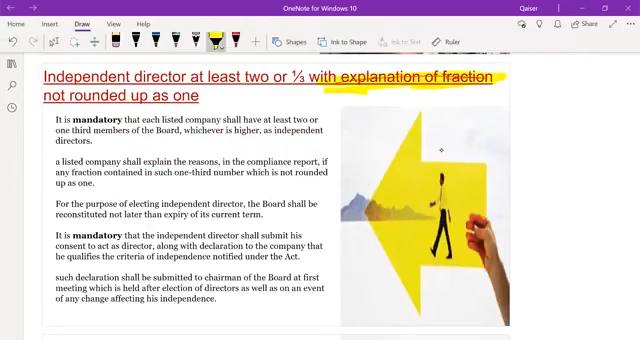 OneNote for Windows 10
Qaiser
Home
Insert
Draw
View
Help
Share
Shapes
Ink to Shape
Ink to Text
Ruler
Independent director at least two or ⅓ with explanation of fraction
not rounded up as one
It is mandatory that each listed company shall have at least two or
one third members of the Board, whichever is higher, as independent
directors.
a listed company shall explain the reasons, in the compliance report, if
any fraction contained in such one-third number which is not rounded
up as one.
For the purpose of electing independent director, the Board shall be
reconstituted not later than expiry of its current term.
It is mandatory that the independent director shall submit his
consent to act as director, along with declaration to the company that
he qualifies the criteria of independence notified under the Act.
such declaration shall be submitted to chairman of the Board at first
meeting which is held after election of directors as well as on an event
of any change affecting his independence.